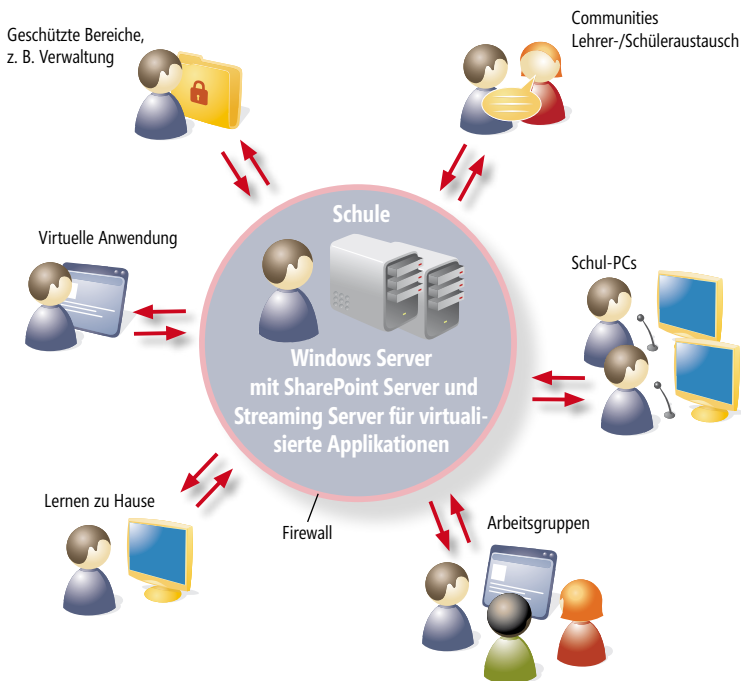 Geschützte Bereiche,
z. B. Verwaltung
Communities
Lehrer-/Schüleraustausch
Virtuelle Anwendung
Schule
Schul-PCs
Windows Server
mit SharePoint Server und
Streaming Server für virtuali-
sierte Applikationen
Lernen zu Hause
Firewall
Arbeitsgruppen